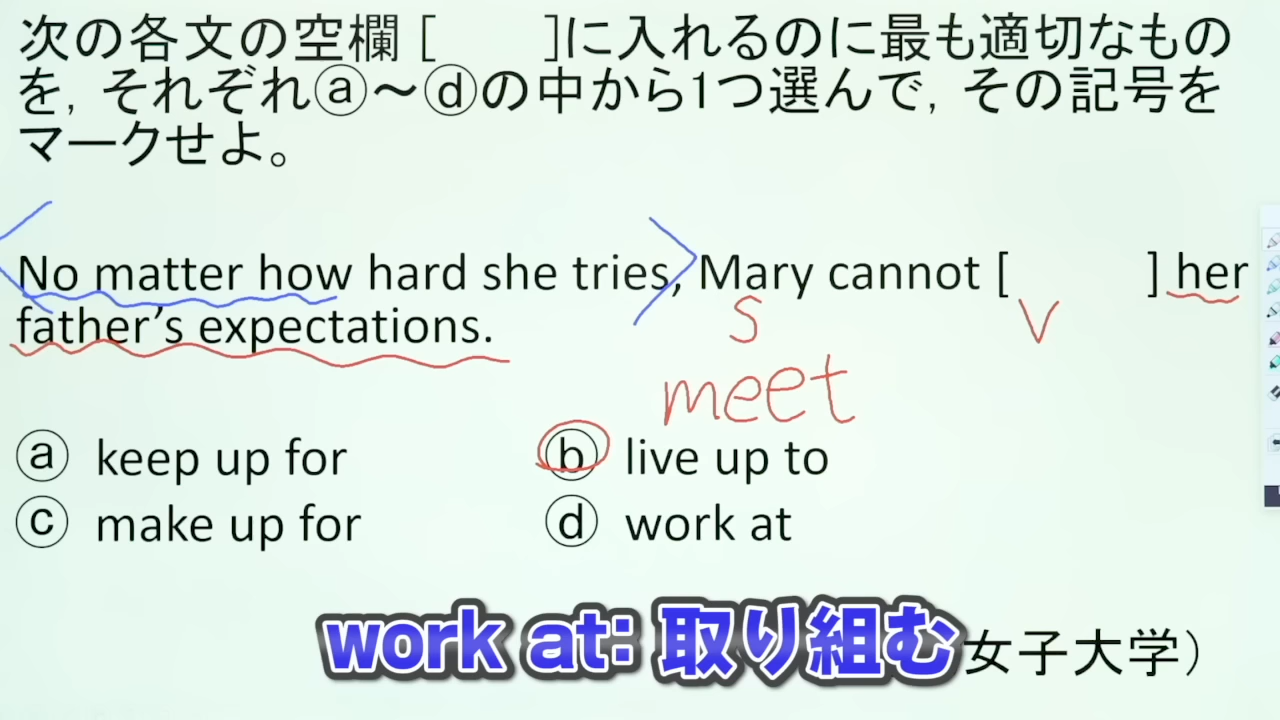 次の各文の空欄 [　　]に入れるのに最も適切なもの
を，それぞれⓐ～ⓓの中から1つ選んで，その記号を
マークせよ。
No matter how hard she tries, Mary cannot [　　] her
S V
father's expectations.
meet
ⓐ keep up for ⓑ live up to
ⓒ make up for ⓓ work at
work at: 取り組む女子大学）